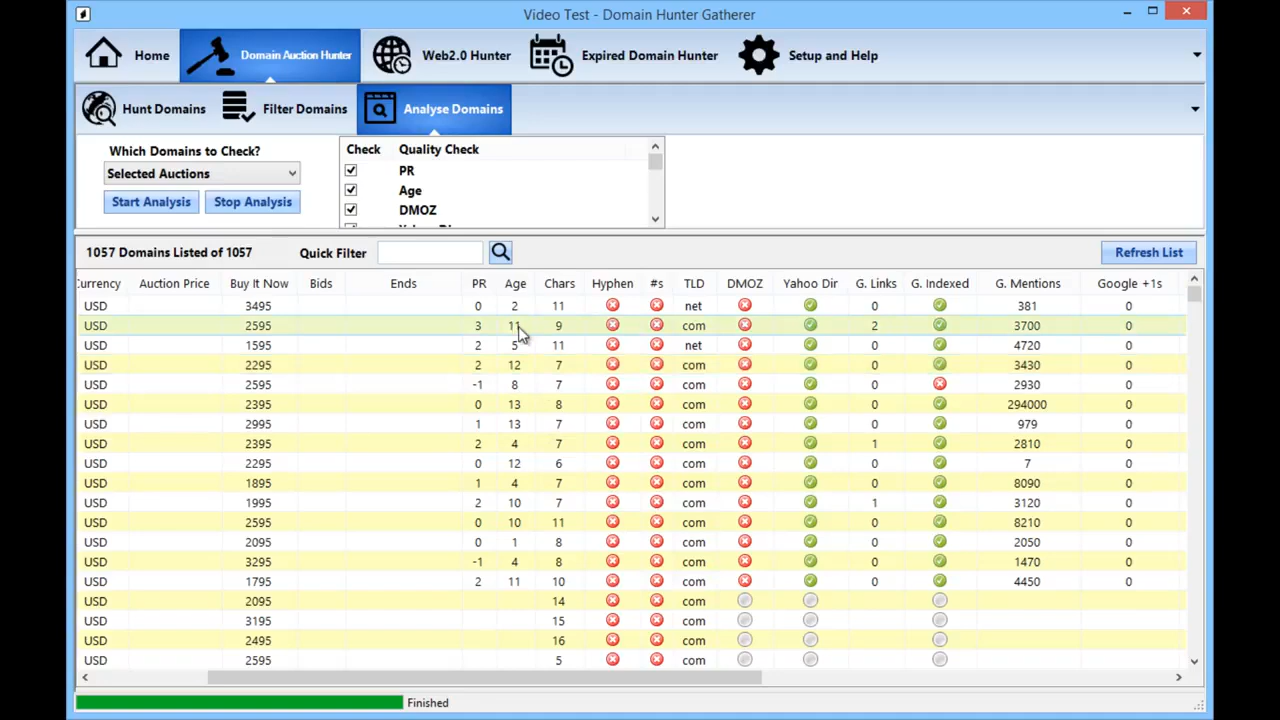 Video Test - Domain Hunter Gatherer
Home Domain Auction Hunter Web2.0 Hunter Expired Domain Hunter Setup and Help
Hunt Domains Filter Domains Analyse Domains
Which Domains to Check?
Selected Auctions
Start Analysis Stop Analysis
Check Quality Check
PR
Age
DMOZ
1057 Domains Listed of 1057 Quick Filter Refresh List
Currency Auction Price Buy It Now Bids Ends PR Age Chars Hyphen #s TLD DMOZ Yahoo Dir G. Links G. Indexed G. Mentions Google +1s
USD 3495 0 2 11 net 0 381 0
USD 2595 3 11 9 com 2 3700 0
USD 1595 2 5 11 net 0 4720 0
USD 2295 2 12 7 com 0 3430 0
USD 2595 -1 8 7 com 0 2930 0
USD 2395 0 13 8 com 0 294000 0
USD 2995 1 13 7 com 0 979 0
USD 2395 2 4 7 com 1 2810 0
USD 2295 0 12 6 com 0 7 0
USD 1895 1 4 7 com 0 8090 0
USD 1995 2 10 7 com 1 3120 0
USD 2595 0 10 11 com 0 8210 0
USD 2095 0 1 8 com 0 2050 0
USD 3295 -1 4 8 com 0 1470 0
USD 1795 2 11 10 com 0 4450 0
USD 2095 14 com
USD 3195 15 com
USD 2495 16 com
USD 2595 5 com
Finished